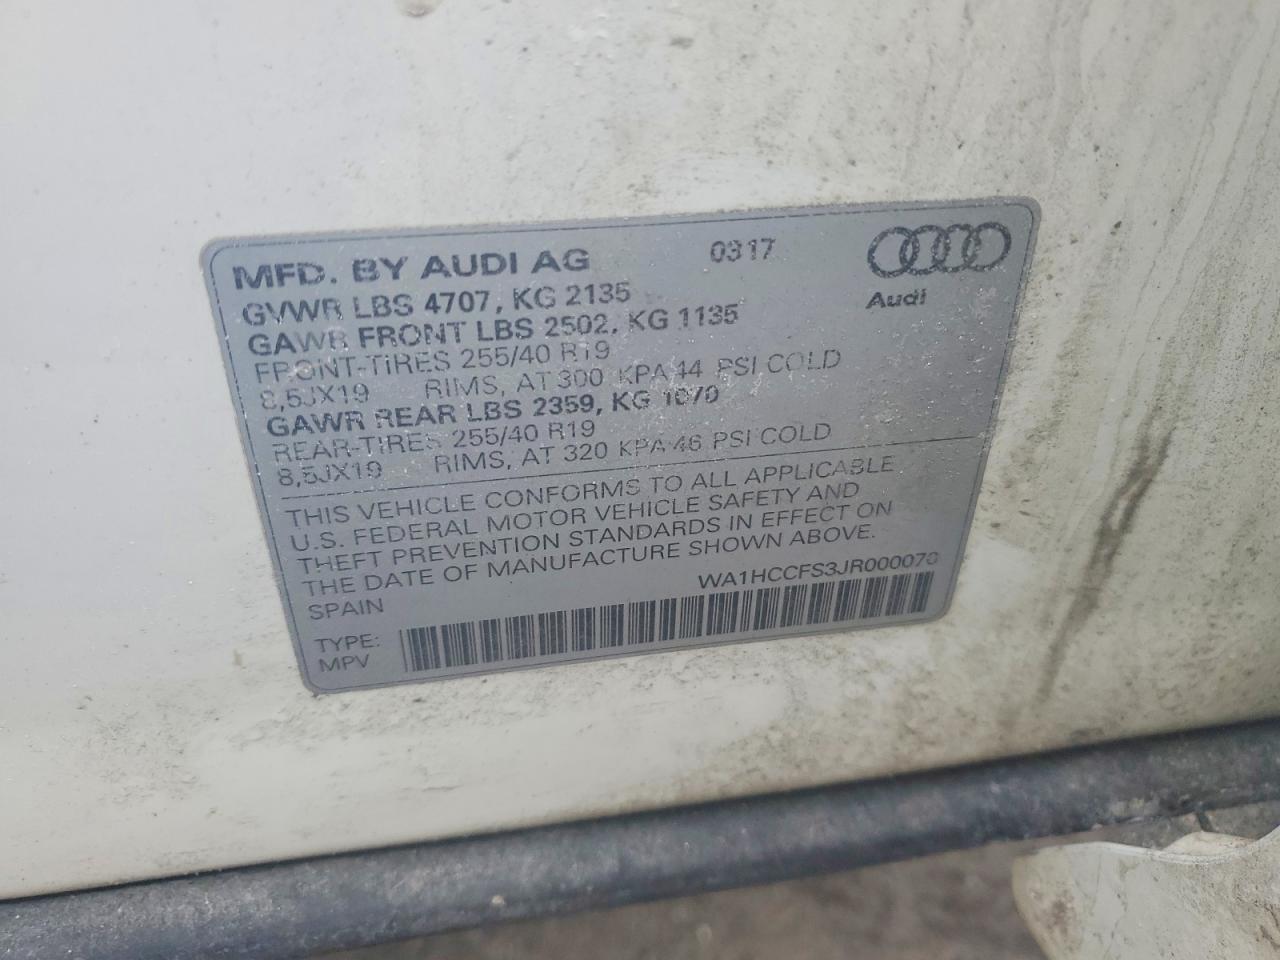 MFD. BY AUDI AG 0317
Audi
GVWR LBS 4707, KG 2135
GAWR FRONT LBS 2502, KG 1135
FRONT-TIRES 255/40 R19
8,5JX19 RIMS, AT 300 KPA 44 PSI COLD
GAWR REAR LBS 2359, KG 1070
REAR-TIRES 255/40 R19
8,5JX19 RIMS, AT 320 KPA 46 PSI COLD
THIS VEHICLE CONFORMS TO ALL APPLICABLE
U.S. FEDERAL MOTOR VEHICLE SAFETY AND
THEFT PREVENTION STANDARDS IN EFFECT ON
THE DATE OF MANUFACTURE SHOWN ABOVE.
SPAIN WA1HCCFS3JR000070
TYPE:
MPV